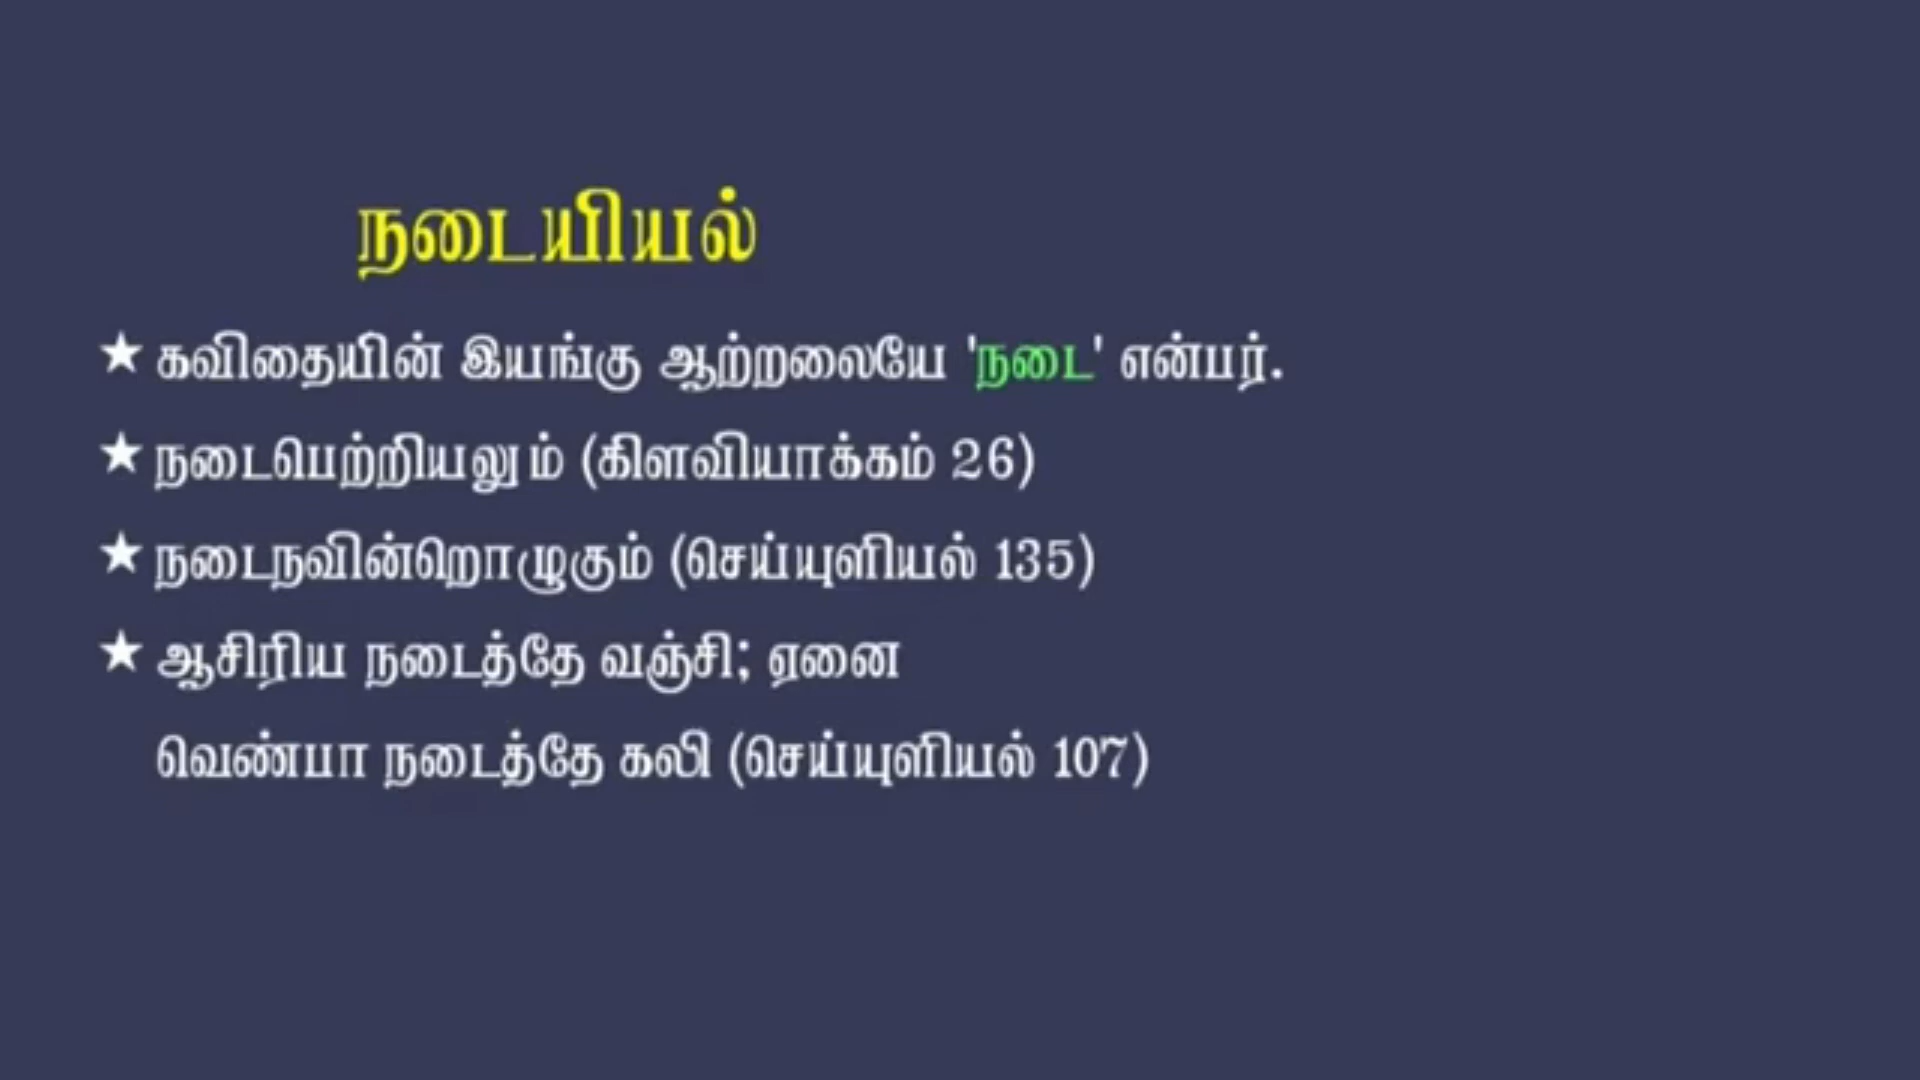 நடையியல்
★ கவிதையின் இயங்கு ஆற்றலையே 'நடை' என்பர்.
★ நடைபெற்றியலும் (கிளவியாக்கம் 26)
★ நடைநவின்றொழுகும் (செய்யுளியல் 135)
★ ஆசிரிய நடைத்தே வஞ்சி; ஏனை
வெண்பா நடைத்தே கலி (செய்யுளியல் 107)